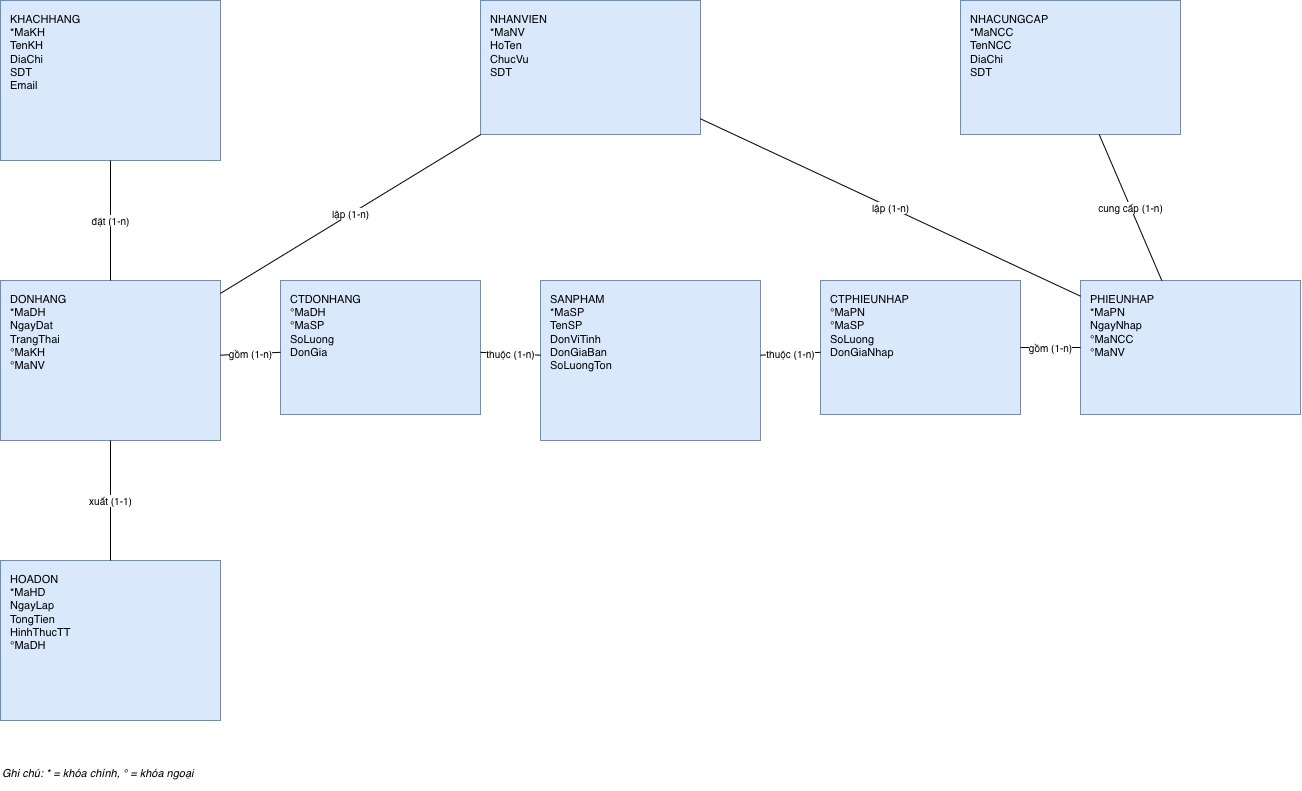 KHACHHANG
*MaKH
TenKH
DiaChi
SDT
Email
NHANVIEN
*MaNV
HoTen
ChucVu
SDT
NHACUNGCAP
*MaNCC
TenNCC
DiaChi
SDT
đặt (1-n)
lập (1-n)
lập (1-n)
cung cấp (1-n)
DONHANG
*MaDH
NgayDat
TrangThai
°MaKH
°MaNV
gồm (1-n)
CTDONHANG
°MaDH
°MaSP
SoLuong
DonGia
thuộc (1-n)
SANPHAM
*MaSP
TenSP
DonViTinh
DonGiaBan
SoLuongTon
thuộc (1-n)
CTPHIEUNHAP
°MaPN
°MaSP
SoLuong
DonGiaNhap
gồm (1-n)
PHIEUNHAP
*MaPN
NgayNhap
°MaNCC
°MaNV
xuất (1-1)
HOADON
*MaHD
NgayLap
TongTien
HinhThucTT
°MaDH
Ghi chú: * = khóa chính, ° = khóa ngoại